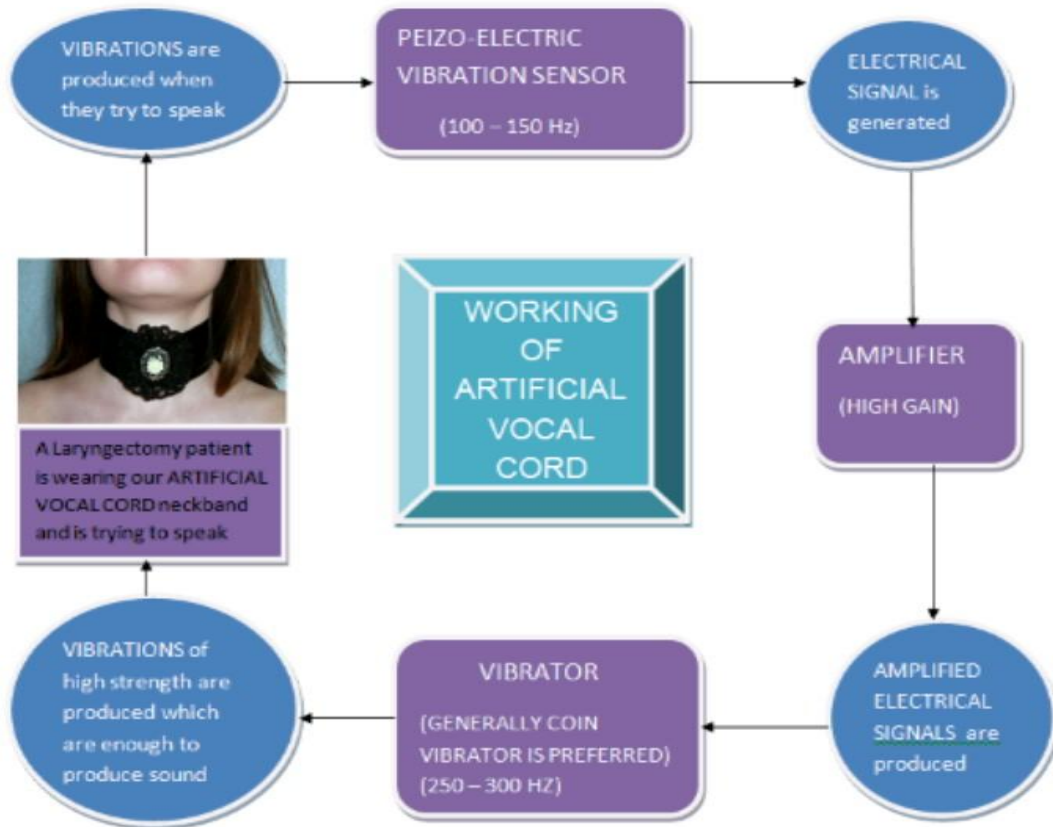 VIBRATIONS are
produced when
they try to speak
PEIZO-ELECTRIC
VIBRATION SENSOR
(100 – 150 Hz)
ELECTRICAL
SIGNAL is
generated
AMPLIFIER
(HIGH GAIN)
AMPLIFIED
ELECTRICAL
SIGNALS are
produced
VIBRATOR
(GENERALLY COIN
VIBRATOR IS PREFERRED)
(250 – 300 HZ)
VIBRATIONS of
high strength are
produced which
are enough to
produce sound
A Laryngectomy patient
is wearing our ARTIFICIAL
VOCAL CORD neckband
and is trying to speak
WORKING
OF
ARTIFICIAL
VOCAL
CORD